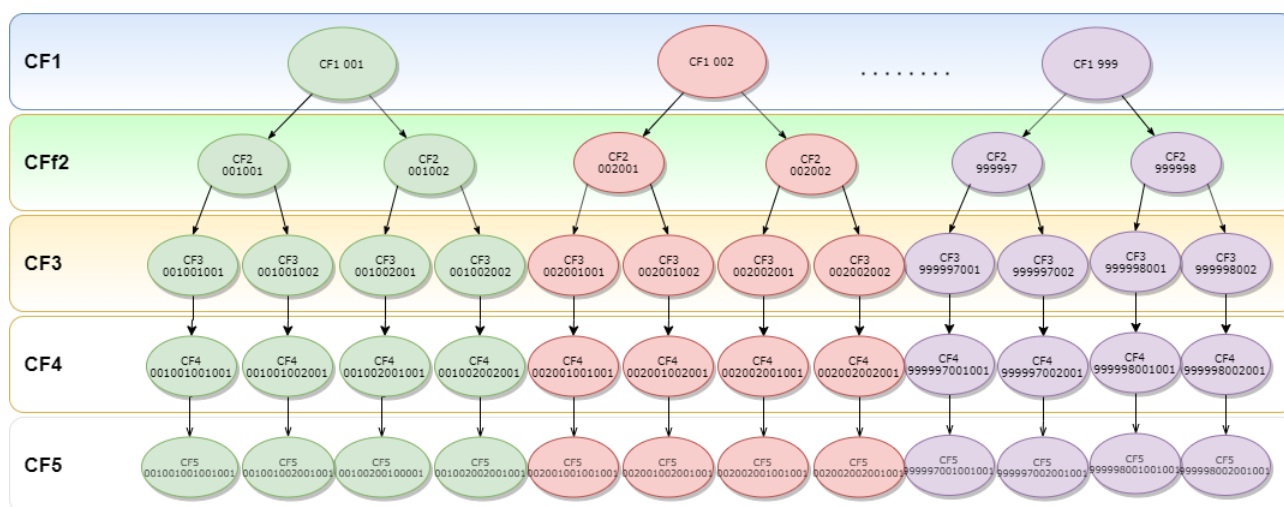 CF1
CF1 001
CF1 002
. . . . . . . .
CF1 999
CFf2
CF2
001001
CF2
001002
CF2
002001
CF2
002002
CF2
999997
CF2
999998
CF3
CF3
001001001
CF3
001001002
CF3
001002001
CF3
001002002
CF3
002001001
CF3
002001002
CF3
002002001
CF3
002002002
CF3
999997001
CF3
999997002
CF3
999998001
CF3
999998002
CF4
CF4
001001001001
CF4
001001002001
CF4
001002001001
CF4
001002002001
CF4
002001001001
CF4
002001002001
CF4
002002001001
CF4
002002002001
CF4
999997001001
CF4
999997002001
CF4
999998001001
CF4
999998002001
CF5
CF5
001001001001001
CF5
001001002001001
CF5
00100200100001
CF5
001002002001001
CF5
002001001001001
CF5
002001002001001
CF5
002002001001001
CF5
002002002001001
CF5
999997001001001
CF5
999997002001001
CF5
999998001001001
CF5
999998002001001